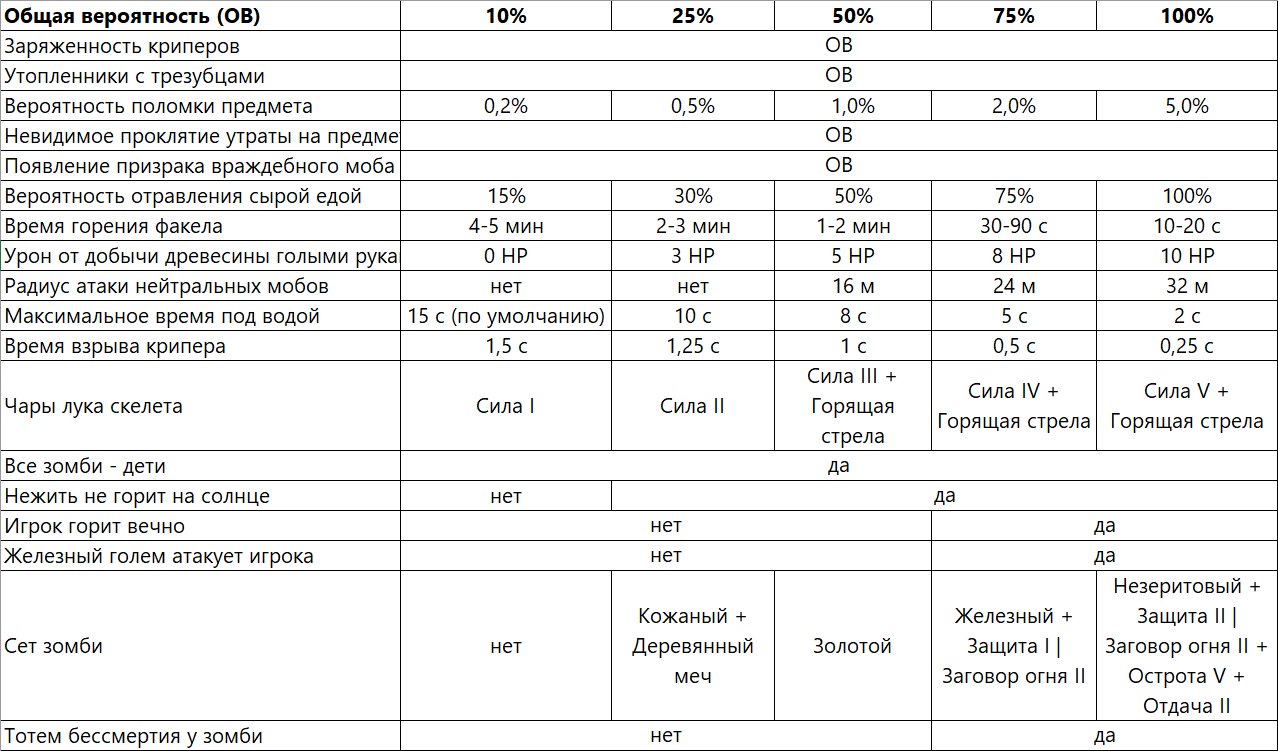 Общая вероятность (ОВ) 10% 25% 50% 75% 100%
Заряженность криперов ОВ
Утопленники с трезубцами ОВ
Вероятность поломки предмета 0,2% 0,5% 1,0% 2,0% 5,0%
Невидимое проклятие утраты на предме ОВ
Появление призрака враждебного моба ОВ
Вероятность отравления сырой едой 15% 30% 50% 75% 100%
Время горения факела 4-5 мин 2-3 мин 1-2 мин 30-90 с 10-20 с
Урон от добычи древесины голыми рука 0 HP 3 HP 5 HP 8 HP 10 HP
Радиус атаки нейтральных мобов нет нет 16 м 24 м 32 м
Максимальное время под водой 15 с (по умолчанию) 10 с 8 с 5 с 2 с
Время взрыва крипера 1,5 с 1,25 с 1 с 0,5 с 0,25 с
Чары лука скелета Сила I Сила II
Сила III +
Горящая
стрела
Сила IV +
Горящая стрела
Сила V +
Горящая стрела
Все зомби - дети да
Нежить не горит на солнце нет да
Игрок горит вечно нет да
Железный голем атакует игрока нет да
Сет зомби нет
Кожаный +
Деревянный
меч
Золотой
Железный +
Защита I |
Заговор огня II
Незеритовый +
Защита II |
Заговор огня II +
Острота V +
Отдача II
Тотем бессмертия у зомби нет да